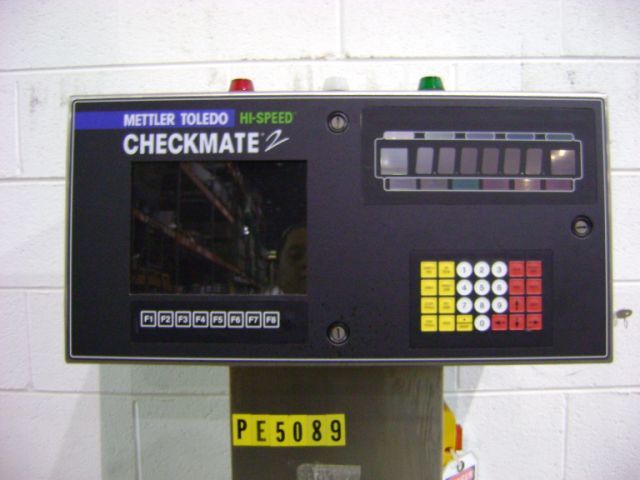 METTLER TOLEDO HI-SPEED
CHECKMATE 2
F1 F2 F3 F4 F5 F6 F7 F8
1 2 3
4 5 6
7 8 9
0
PE5089